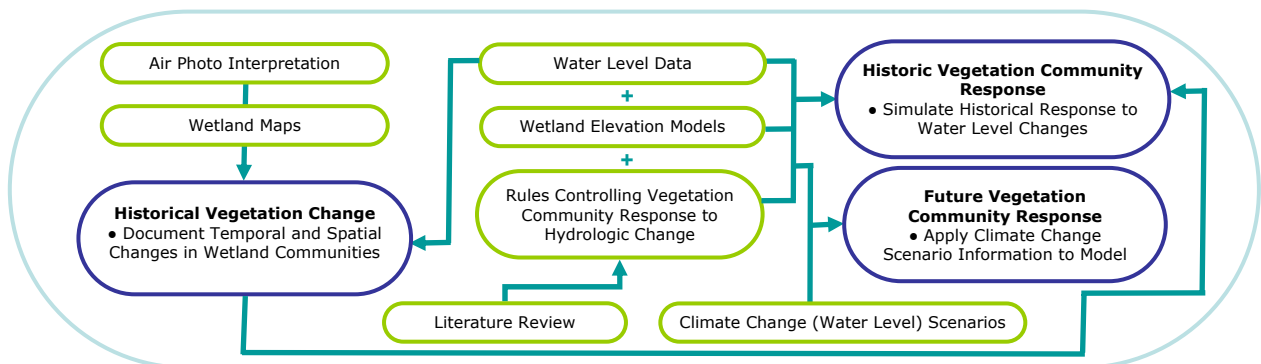 Air Photo Interpretation
Wetland Maps
Historical Vegetation Change
● Document Temporal and Spatial
Changes in Wetland Communities
Water Level Data
+
Wetland Elevation Models
+
Rules Controlling Vegetation
Community Response to
Hydrologic Change
Literature Review
Climate Change (Water Level) Scenarios
Historic Vegetation Community
Response
● Simulate Historical Response to
Water Level Changes
Future Vegetation
Community Response
● Apply Climate Change
Scenario Information to Model